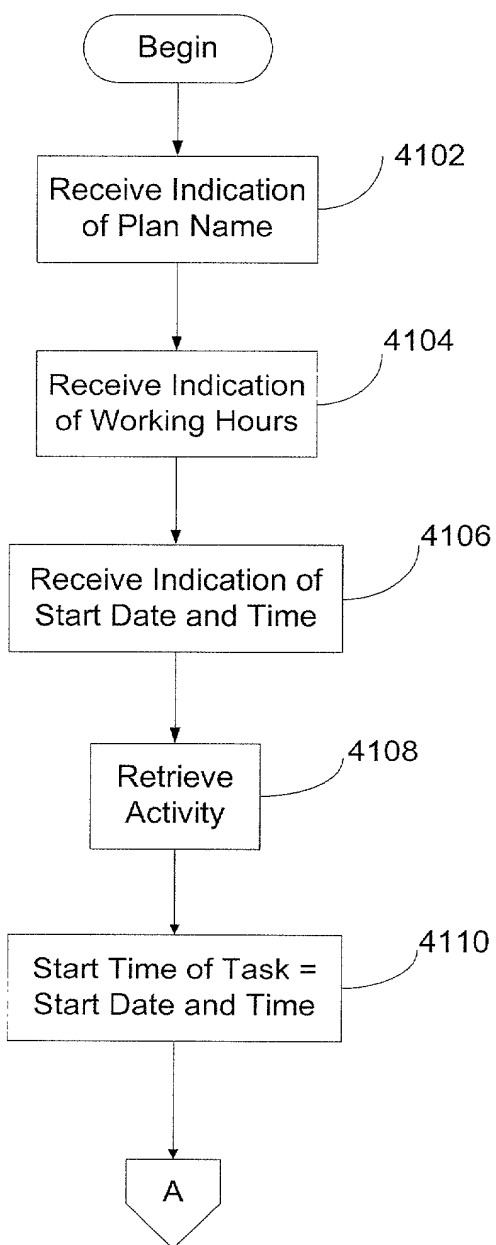 Begin
4102
Receive Indication
of Plan Name
4104
Receive Indication
of Working Hours
4106
Receive Indication of
Start Date and Time
4108
Retrieve
Activity
4110
Start Time of Task =
Start Date and Time
A